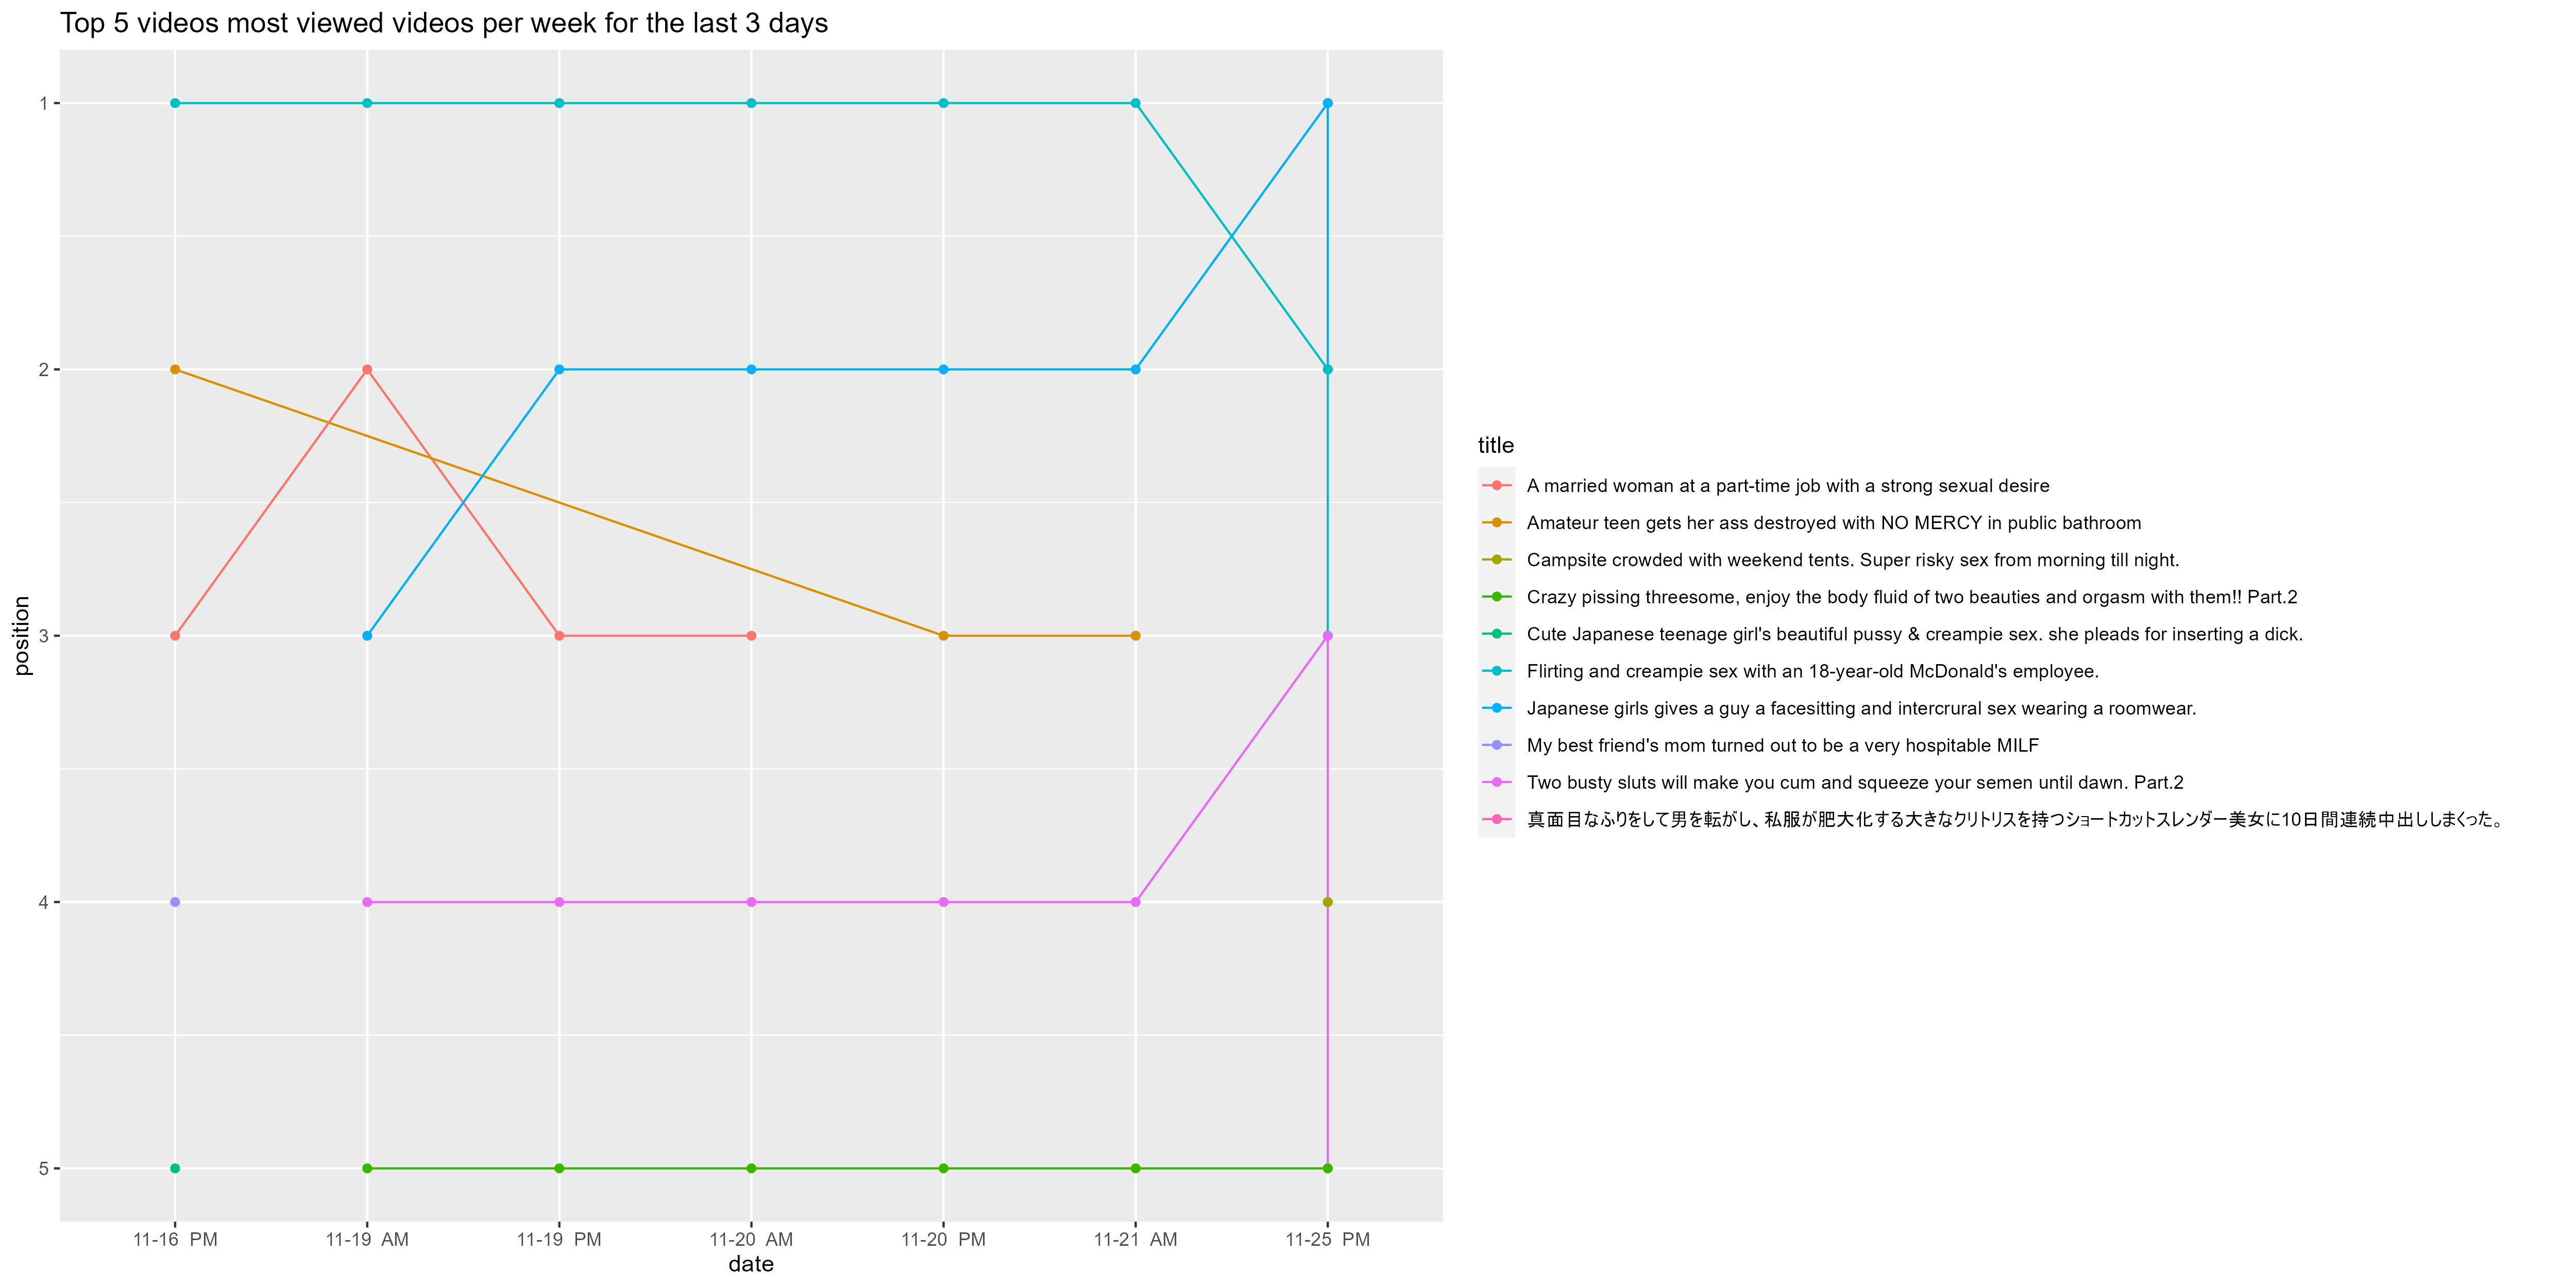 Top 5 videos most viewed videos per week for the last 3 days
1
2
3
4
5
position
11-16 PM
11-19 AM
11-19 PM
11-20 AM
11-20 PM
11-21 AM
11-25 PM
date
title
A married woman at a part-time job with a strong sexual desire
Amateur teen gets her ass destroyed with NO MERCY in public bathroom
Campsite crowded with weekend tents. Super risky sex from morning till night.
Crazy pissing threesome, enjoy the body fluid of two beauties and orgasm with them!! Part.2
Cute Japanese teenage girl's beautiful pussy & creampie sex. she pleads for inserting a dick.
Flirting and creampie sex with an 18-year-old McDonald's employee.
Japanese girls gives a guy a facesitting and intercrural sex wearing a roomwear.
My best friend's mom turned out to be a very hospitable MILF
Two busty sluts will make you cum and squeeze your semen until dawn. Part.2
真面目なふりをして男を転がし、私服が肥大化する大きなクリトリスを持つショートカットスレンダー美女に10日間連続中出ししまくった。